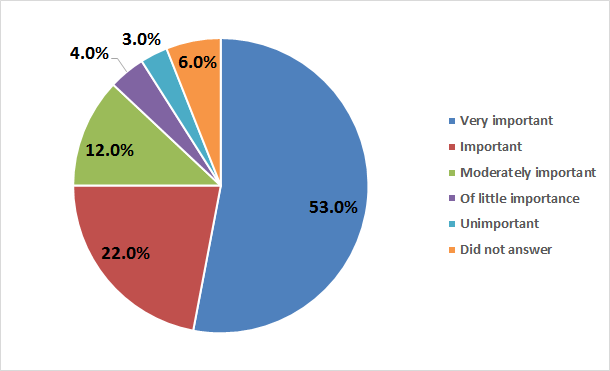 3.0%
4.0%
6.0%
12.0%
53.0%
22.0%
Very important
Important
Moderately important
Of little importance
Unimportant
Did not answer